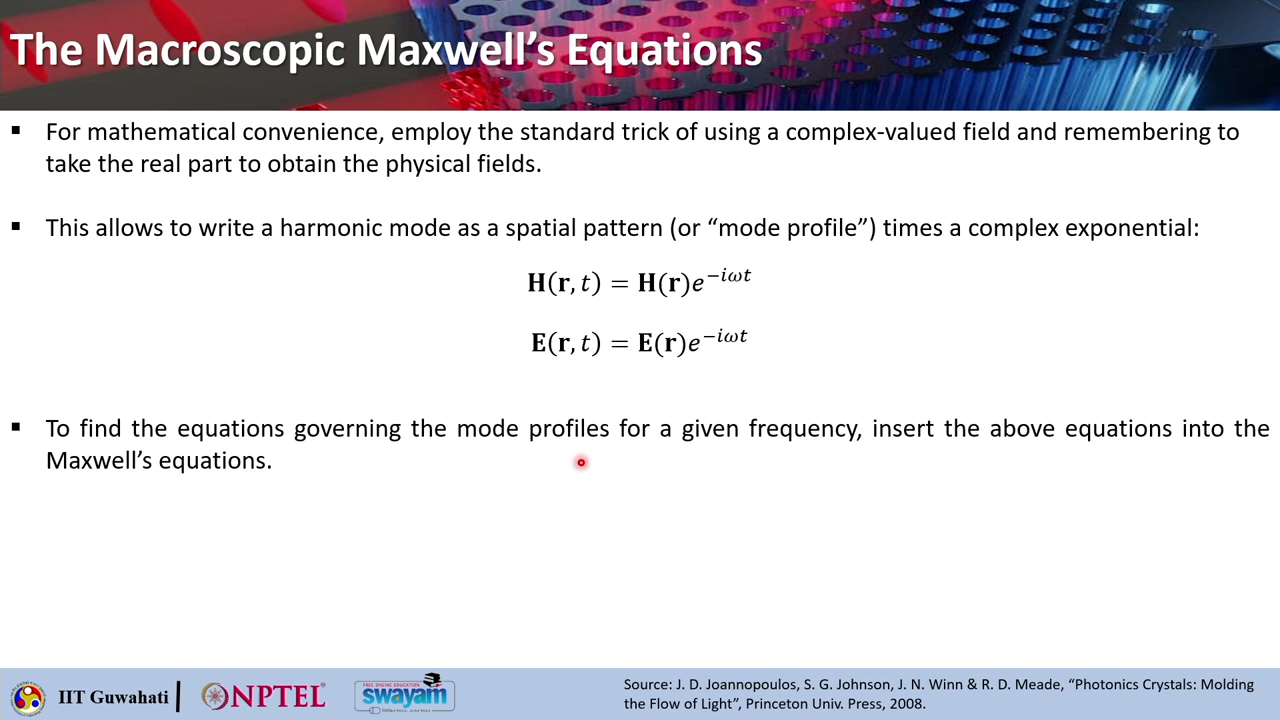 The Macroscopic Maxwell's Equations
▪ For mathematical convenience, employ the standard trick of using a complex-valued field and remembering to
take the real part to obtain the physical fields.
▪ This allows to write a harmonic mode as a spatial pattern (or “mode profile”) times a complex exponential:
𝐇(𝐫, 𝑡) = 𝐇(𝐫)𝑒^{−𝑖𝜔𝑡}
𝐄(𝐫, 𝑡) = 𝐄(𝐫)𝑒^{−𝑖𝜔𝑡}
▪ To find the equations governing the mode profiles for a given frequency, insert the above equations into the
Maxwell's equations.
IIT Guwahati
NPTEL
FREE ONLINE EDUCATION
swayam
Source: J. D. Joannopoulos, S. G. Johnson, J. N. Winn & R. D. Meade, “Photonics Crystals: Molding
the Flow of Light”, Princeton Univ. Press, 2008.